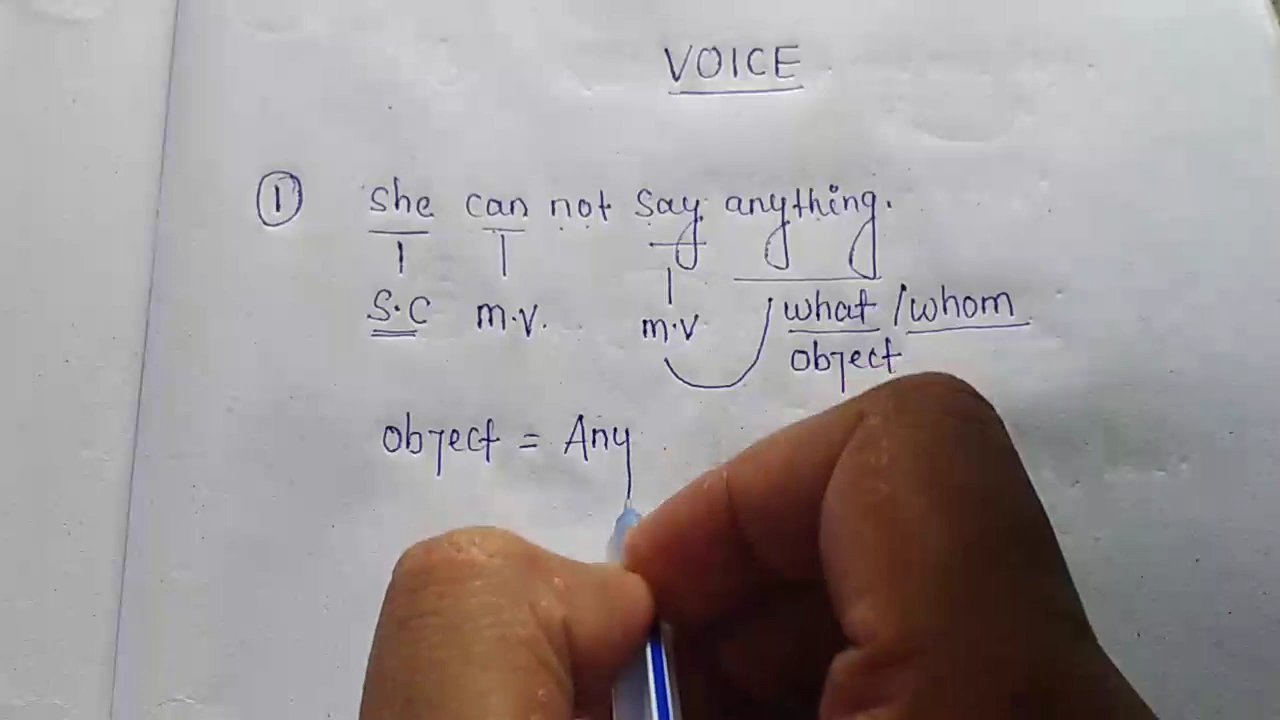 VOICE
① She can not say anything.
S.C m.v. m.v what / whom
object
object = Any